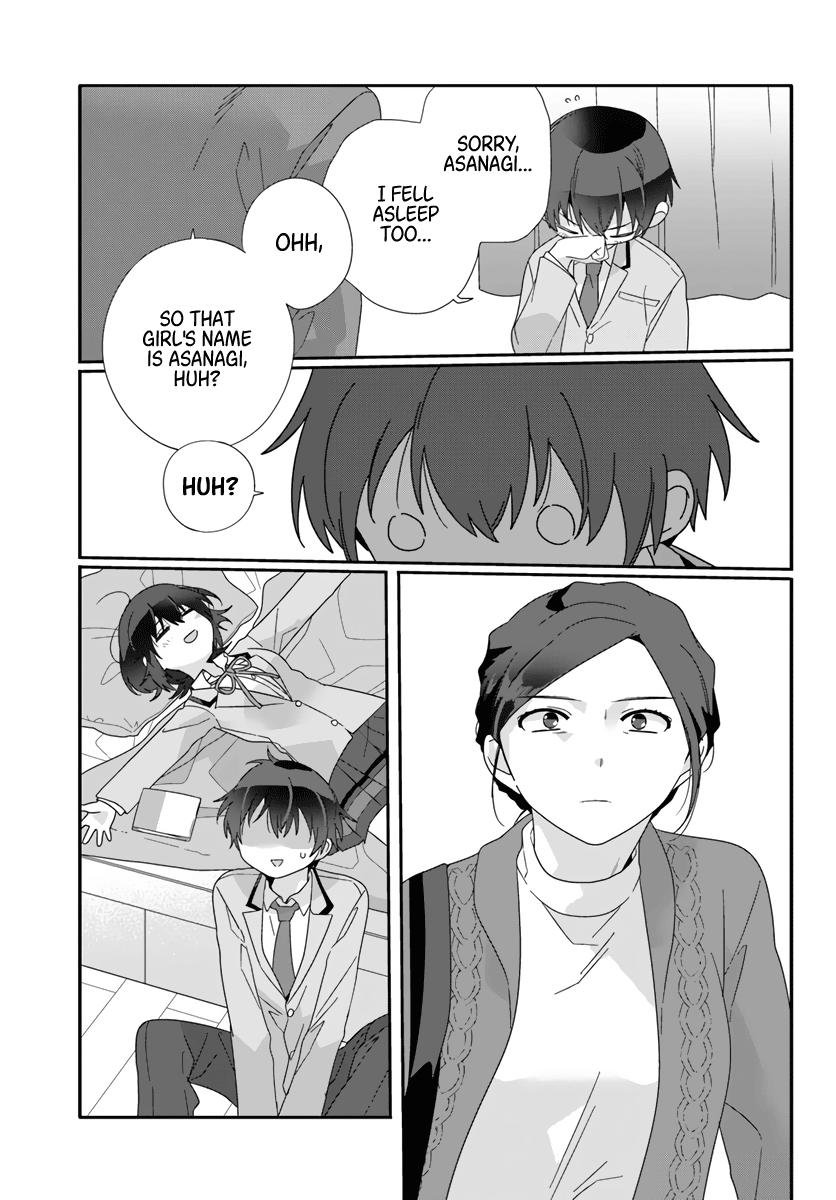 SORRY,
ASANAGI...
I FELL
ASLEEP
TOO...
OHH,
SO THAT
GIRL'S NAME
IS ASANAGI,
HUH?
HUH?